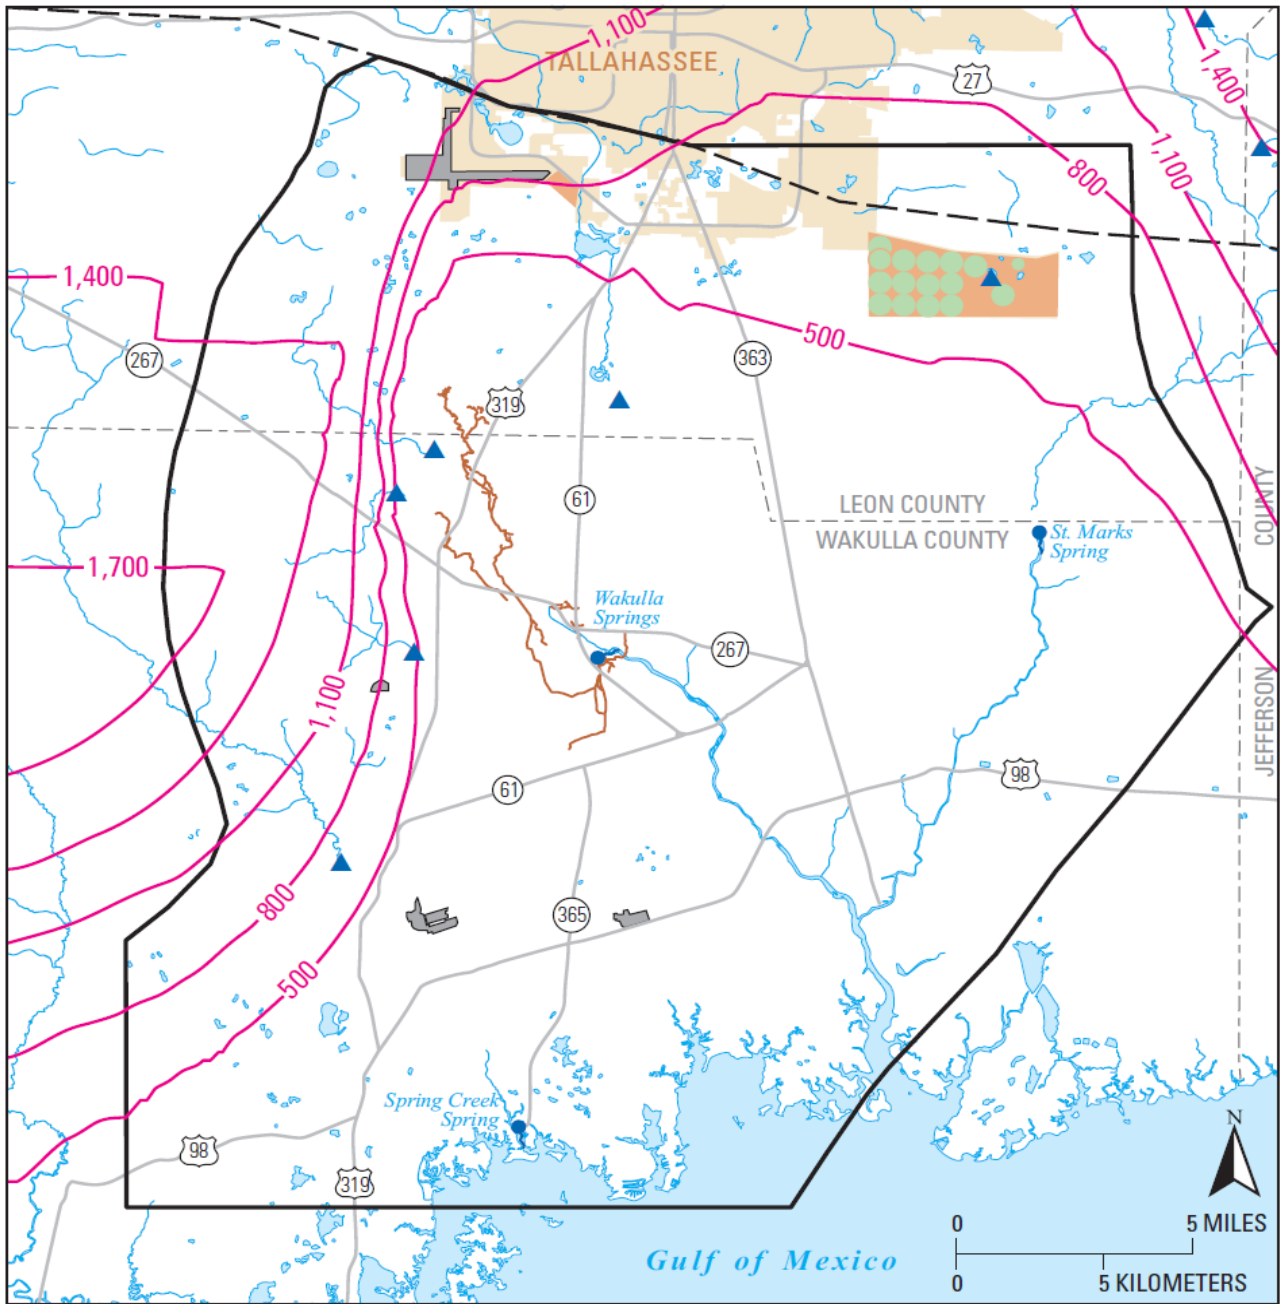 1,100
TALLAHASSEE
27
1,400
1,100
800
1,400
267
500
363
319
61
LEON COUNTY
WAKULLA COUNTY
COUNTY
St. Marks
Spring
1,700
Wakulla
Springs
267
1,100
JEFFERSON
61
98
800
365
500
Spring Creek
Spring
98
319
N
0
5 MILES
Gulf of Mexico
0
5 KILOMETERS